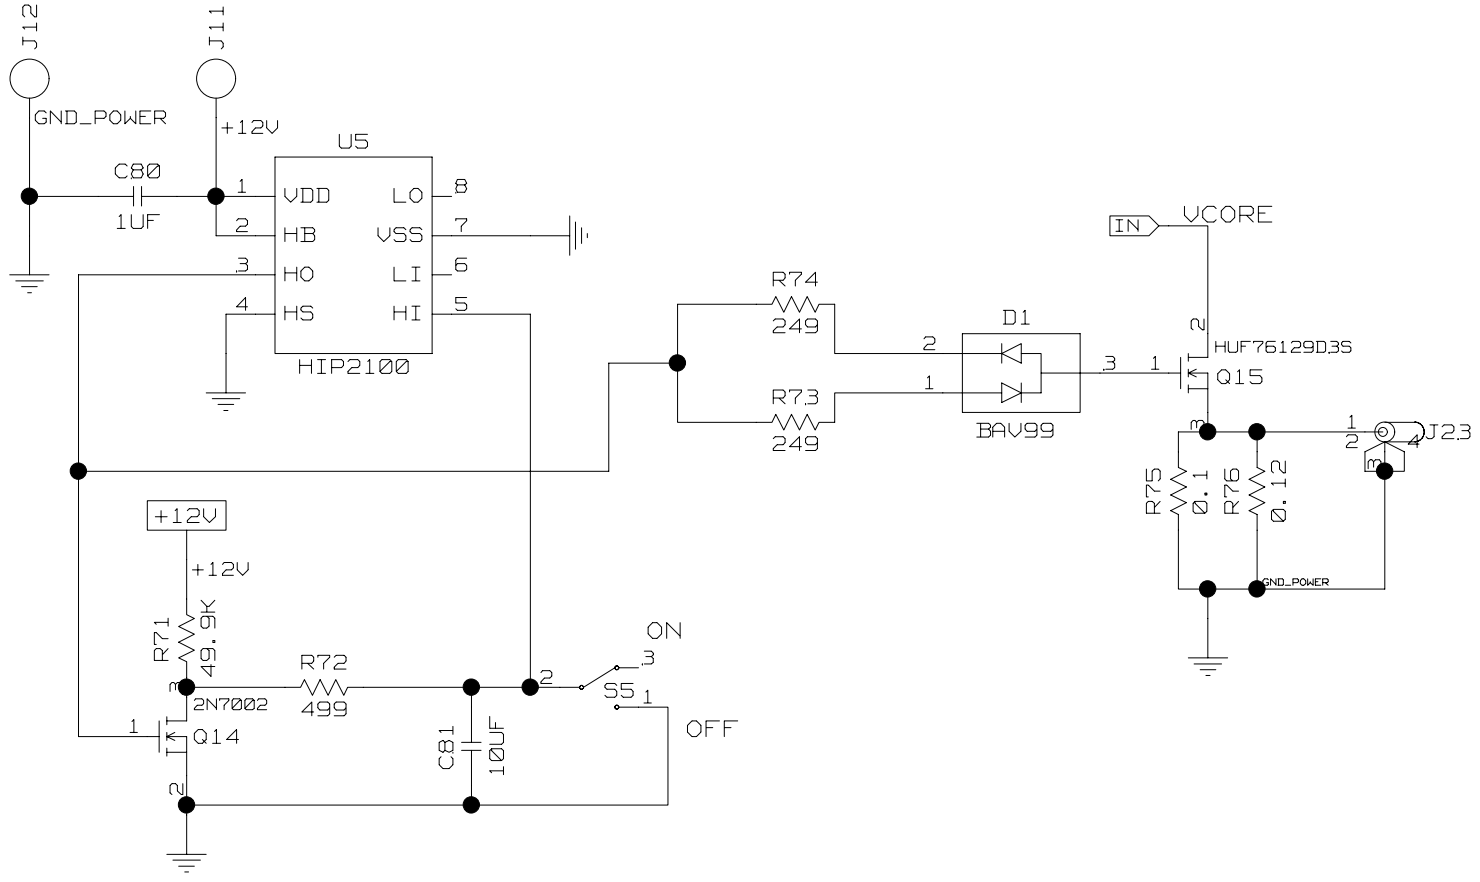 J12
J11
GND_POWER
+12V
U5
C80
1UF
1
VDD
LO
8
2
HB
VSS
7
3
HO
LI
6
4
HS
HI
5
HIP2100
IN
VCORE
R74
249
D1
2
1
3
BAV99
R73
249
2
HUF76129D3S
1
Q15
3
1
2
4
3
J23
R75
0.1
R76
0.12
GND_POWER
+12V
+12V
R71
49.9K
3
2N7002
1
Q14
2
R72
499
C81
10UF
2
ON
3
S5
1
OFF